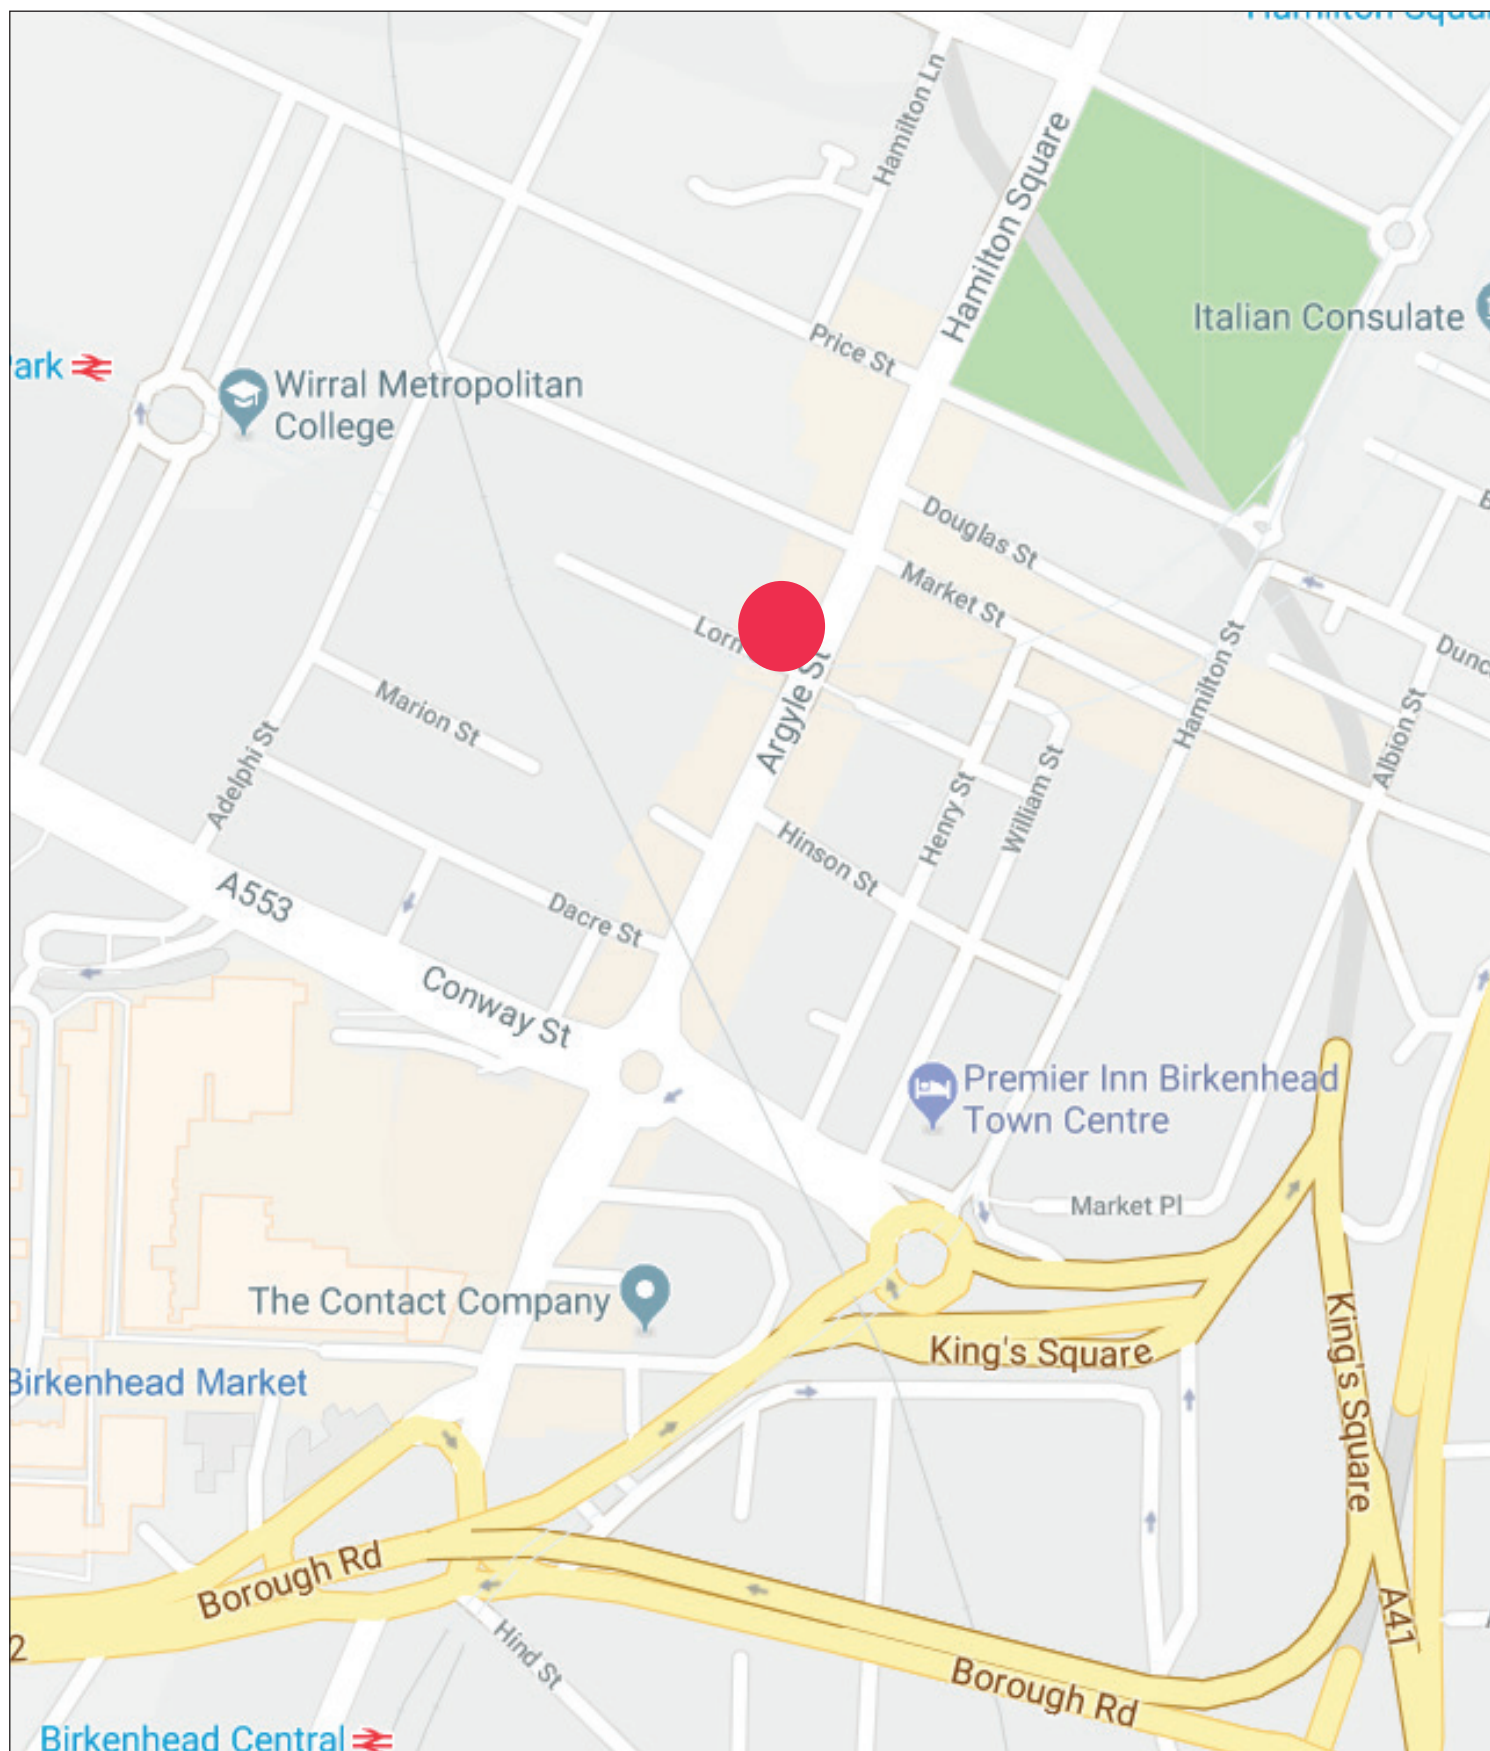 Hamilton Square
Hamilton Ln
Hamilton Square
Italian Consulate
Price St
ark
Wirral Metropolitan
College
Douglas St
Market St
Lorn
Argyle St
Hamilton St
Dunc
Albion St
Marion St
Adelphi St
Henry St
William St
Hinson St
A553
Dacre St
Conway St
Premier Inn Birkenhead
Town Centre
Market Pl
The Contact Company
King's Square
King's Square
Birkenhead Market
Borough Rd
2
Hind St
A41
Borough Rd
Birkenhead Central